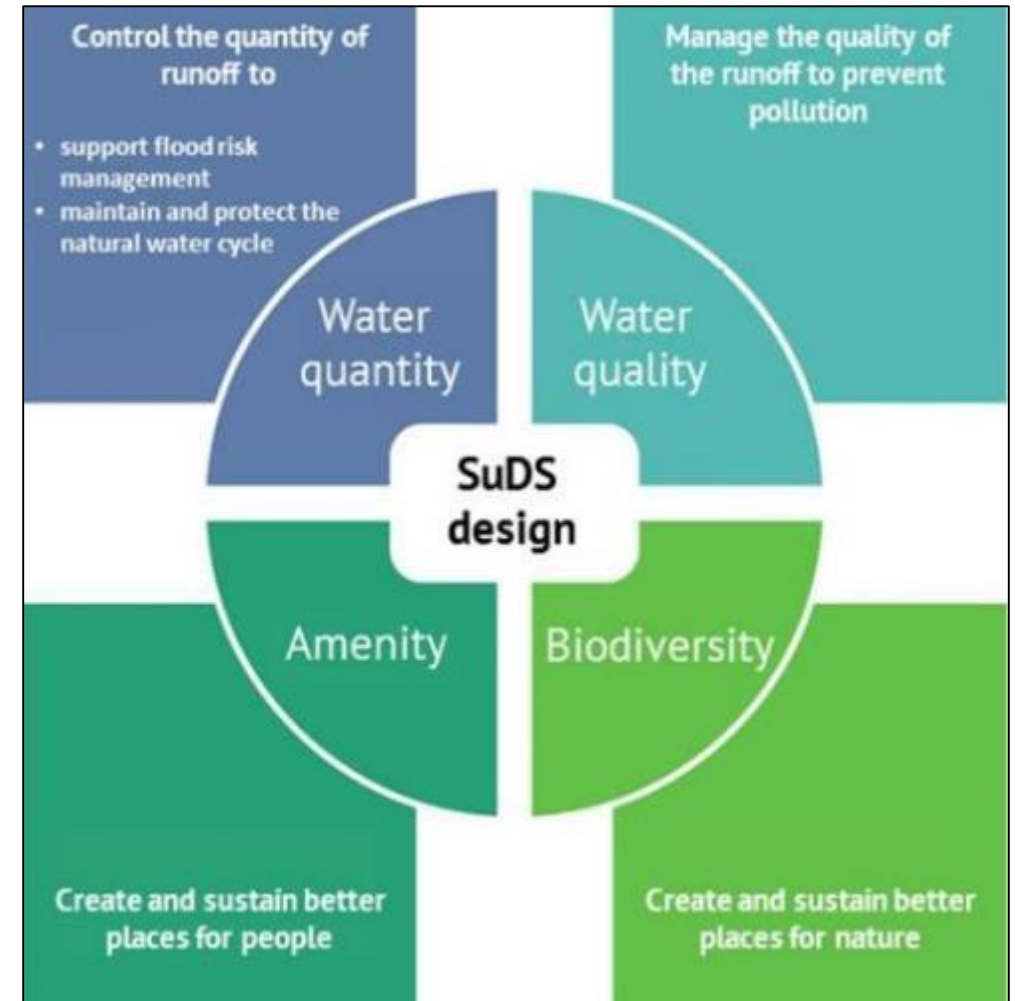 Control the quantity of
runoff to
• support flood risk
management
• maintain and protect the
natural water cycle
Manage the quality of
the runoff to prevent
pollution
Water
quantity
Water
quality
SuDS
design
Amenity
Biodiversity
Create and sustain better
places for people
Create and sustain better
places for nature